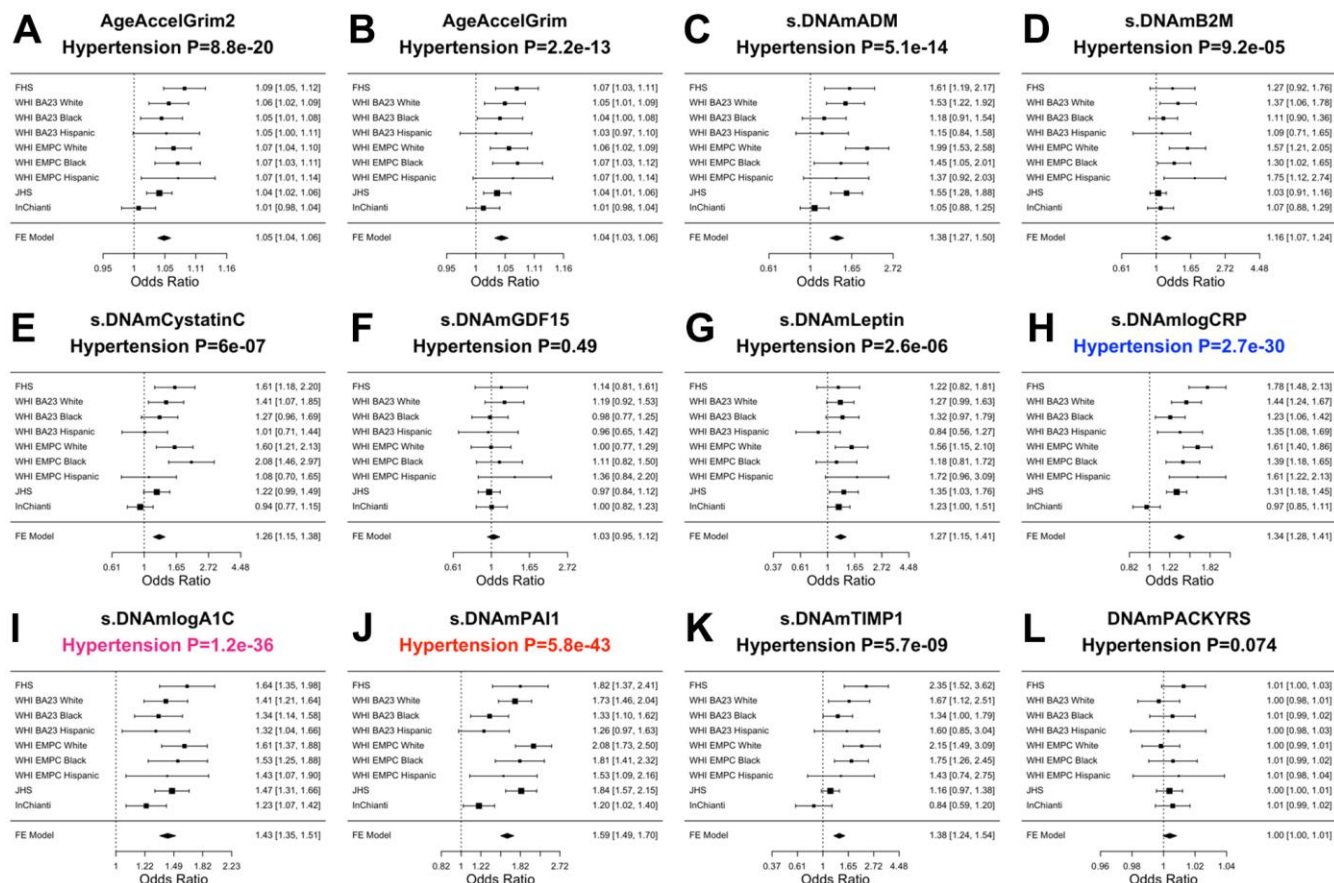 A
AgeAccelGrim2
Hypertension P=8.8e-20
FHS 1.09 [1.05, 1.12]
WHI BA23 White 1.06 [1.02, 1.09]
WHI BA23 Black 1.05 [1.01, 1.08]
WHI BA23 Hispanic 1.05 [1.00, 1.11]
WHI EMPC White 1.07 [1.04, 1.10]
WHI EMPC Black 1.07 [1.03, 1.11]
WHI EMPC Hispanic 1.07 [1.01, 1.14]
JHS 1.04 [1.02, 1.06]
InChianti 1.01 [0.98, 1.04]
FE Model 1.05 [1.04, 1.06]
0.95 1 1.05 1.11 1.16
Odds Ratio
B
AgeAccelGrim
Hypertension P=2.2e-13
FHS 1.07 [1.03, 1.11]
WHI BA23 White 1.05 [1.01, 1.09]
WHI BA23 Black 1.04 [1.00, 1.08]
WHI BA23 Hispanic 1.03 [0.97, 1.10]
WHI EMPC White 1.06 [1.02, 1.09]
WHI EMPC Black 1.07 [1.03, 1.12]
WHI EMPC Hispanic 1.07 [1.00, 1.14]
JHS 1.04 [1.01, 1.06]
InChianti 1.01 [0.98, 1.04]
FE Model 1.04 [1.03, 1.06]
0.95 1 1.05 1.11 1.16
Odds Ratio
C
s.DNAmADM
Hypertension P=5.1e-14
FHS 1.61 [1.19, 2.17]
WHI BA23 White 1.53 [1.22, 1.92]
WHI BA23 Black 1.18 [0.91, 1.54]
WHI BA23 Hispanic 1.15 [0.84, 1.58]
WHI EMPC White 1.99 [1.53, 2.58]
WHI EMPC Black 1.45 [1.05, 2.01]
WHI EMPC Hispanic 1.37 [0.92, 2.03]
JHS 1.55 [1.28, 1.88]
InChianti 1.05 [0.88, 1.25]
FE Model 1.38 [1.27, 1.50]
0.61 1 1.65 2.72
Odds Ratio
D
s.DNAmB2M
Hypertension P=9.2e-05
FHS 1.27 [0.92, 1.76]
WHI BA23 White 1.37 [1.06, 1.78]
WHI BA23 Black 1.11 [0.90, 1.36]
WHI BA23 Hispanic 1.09 [0.71, 1.65]
WHI EMPC White 1.57 [1.21, 2.05]
WHI EMPC Black 1.30 [1.02, 1.65]
WHI EMPC Hispanic 1.75 [1.12, 2.74]
JHS 1.03 [0.91, 1.16]
InChianti 1.07 [0.88, 1.29]
FE Model 1.16 [1.07, 1.24]
0.61 1 1.65 2.72 4.48
Odds Ratio
E
s.DNAmCystatinC
Hypertension P=6e-07
FHS 1.61 [1.18, 2.20]
WHI BA23 White 1.41 [1.07, 1.85]
WHI BA23 Black 1.27 [0.96, 1.69]
WHI BA23 Hispanic 1.01 [0.71, 1.44]
WHI EMPC White 1.60 [1.21, 2.13]
WHI EMPC Black 2.08 [1.46, 2.97]
WHI EMPC Hispanic 1.08 [0.70, 1.65]
JHS 1.22 [0.99, 1.49]
InChianti 0.94 [0.77, 1.15]
FE Model 1.26 [1.15, 1.38]
0.61 1 1.65 2.72 4.48
Odds Ratio
F
s.DNAmGDF15
Hypertension P=0.49
FHS 1.14 [0.81, 1.61]
WHI BA23 White 1.19 [0.92, 1.53]
WHI BA23 Black 0.98 [0.77, 1.25]
WHI BA23 Hispanic 0.96 [0.65, 1.42]
WHI EMPC White 1.00 [0.77, 1.29]
WHI EMPC Black 1.11 [0.82, 1.50]
WHI EMPC Hispanic 1.36 [0.84, 2.20]
JHS 0.97 [0.84, 1.12]
InChianti 1.00 [0.82, 1.23]
FE Model 1.03 [0.95, 1.12]
0.61 1 1.65 2.72
Odds Ratio
G
s.DNAmLeptin
Hypertension P=2.6e-06
FHS 1.22 [0.82, 1.81]
WHI BA23 White 1.27 [0.99, 1.63]
WHI BA23 Black 1.32 [0.97, 1.79]
WHI BA23 Hispanic 0.84 [0.56, 1.27]
WHI EMPC White 1.56 [1.15, 2.10]
WHI EMPC Black 1.18 [0.81, 1.72]
WHI EMPC Hispanic 1.72 [0.96, 3.09]
JHS 1.35 [1.03, 1.76]
InChianti 1.23 [1.00, 1.51]
FE Model 1.27 [1.15, 1.41]
0.37 0.61 1 1.65 2.72 4.48
Odds Ratio
H
s.DNAmlogCRP
Hypertension P=2.7e-30
FHS 1.78 [1.48, 2.13]
WHI BA23 White 1.44 [1.24, 1.67]
WHI BA23 Black 1.23 [1.06, 1.42]
WHI BA23 Hispanic 1.35 [1.08, 1.69]
WHI EMPC White 1.61 [1.40, 1.86]
WHI EMPC Black 1.39 [1.18, 1.65]
WHI EMPC Hispanic 1.61 [1.22, 2.13]
JHS 1.31 [1.18, 1.45]
InChianti 0.97 [0.85, 1.11]
FE Model 1.34 [1.28, 1.41]
0.82 1 1.22 1.82
Odds Ratio
I
s.DNAmlogA1C
Hypertension P=1.2e-36
FHS 1.64 [1.35, 1.98]
WHI BA23 White 1.41 [1.21, 1.64]
WHI BA23 Black 1.34 [1.14, 1.58]
WHI BA23 Hispanic 1.32 [1.04, 1.66]
WHI EMPC White 1.61 [1.37, 1.88]
WHI EMPC Black 1.53 [1.25, 1.88]
WHI EMPC Hispanic 1.43 [1.07, 1.90]
JHS 1.47 [1.31, 1.66]
InChianti 1.23 [1.07, 1.42]
FE Model 1.43 [1.35, 1.51]
1 1.22 1.49 1.82 2.23
Odds Ratio
J
s.DNAmPAI1
Hypertension P=5.8e-43
FHS 1.82 [1.37, 2.41]
WHI BA23 White 1.73 [1.46, 2.04]
WHI BA23 Black 1.33 [1.10, 1.62]
WHI BA23 Hispanic 1.26 [0.97, 1.63]
WHI EMPC White 2.08 [1.73, 2.50]
WHI EMPC Black 1.81 [1.41, 2.32]
WHI EMPC Hispanic 1.53 [1.09, 2.16]
JHS 1.84 [1.57, 2.15]
InChianti 1.20 [1.02, 1.40]
FE Model 1.59 [1.49, 1.70]
0.82 1 1.22 1.82 2.72
Odds Ratio
K
s.DNAmTIMP1
Hypertension P=5.7e-09
FHS 2.35 [1.52, 3.62]
WHI BA23 White 1.67 [1.12, 2.51]
WHI BA23 Black 1.34 [1.00, 1.79]
WHI BA23 Hispanic 1.60 [0.85, 3.04]
WHI EMPC White 2.15 [1.49, 3.09]
WHI EMPC Black 1.75 [1.26, 2.45]
WHI EMPC Hispanic 1.43 [0.74, 2.75]
JHS 1.16 [0.97, 1.38]
InChianti 0.84 [0.59, 1.20]
FE Model 1.38 [1.24, 1.54]
0.37 0.61 1 1.65 2.72 4.48
Odds Ratio
L
DNAmPACKYRS
Hypertension P=0.074
FHS 1.01 [1.00, 1.03]
WHI BA23 White 1.00 [0.98, 1.01]
WHI BA23 Black 1.01 [0.99, 1.02]
WHI BA23 Hispanic 1.00 [0.98, 1.03]
WHI EMPC White 1.00 [0.99, 1.01]
WHI EMPC Black 1.01 [0.99, 1.02]
WHI EMPC Hispanic 1.01 [0.98, 1.04]
JHS 1.00 [1.00, 1.01]
InChianti 1.01 [0.99, 1.02]
FE Model 1.00 [1.00, 1.01]
0.96 0.98 1 1.02 1.04
Odds Ratio